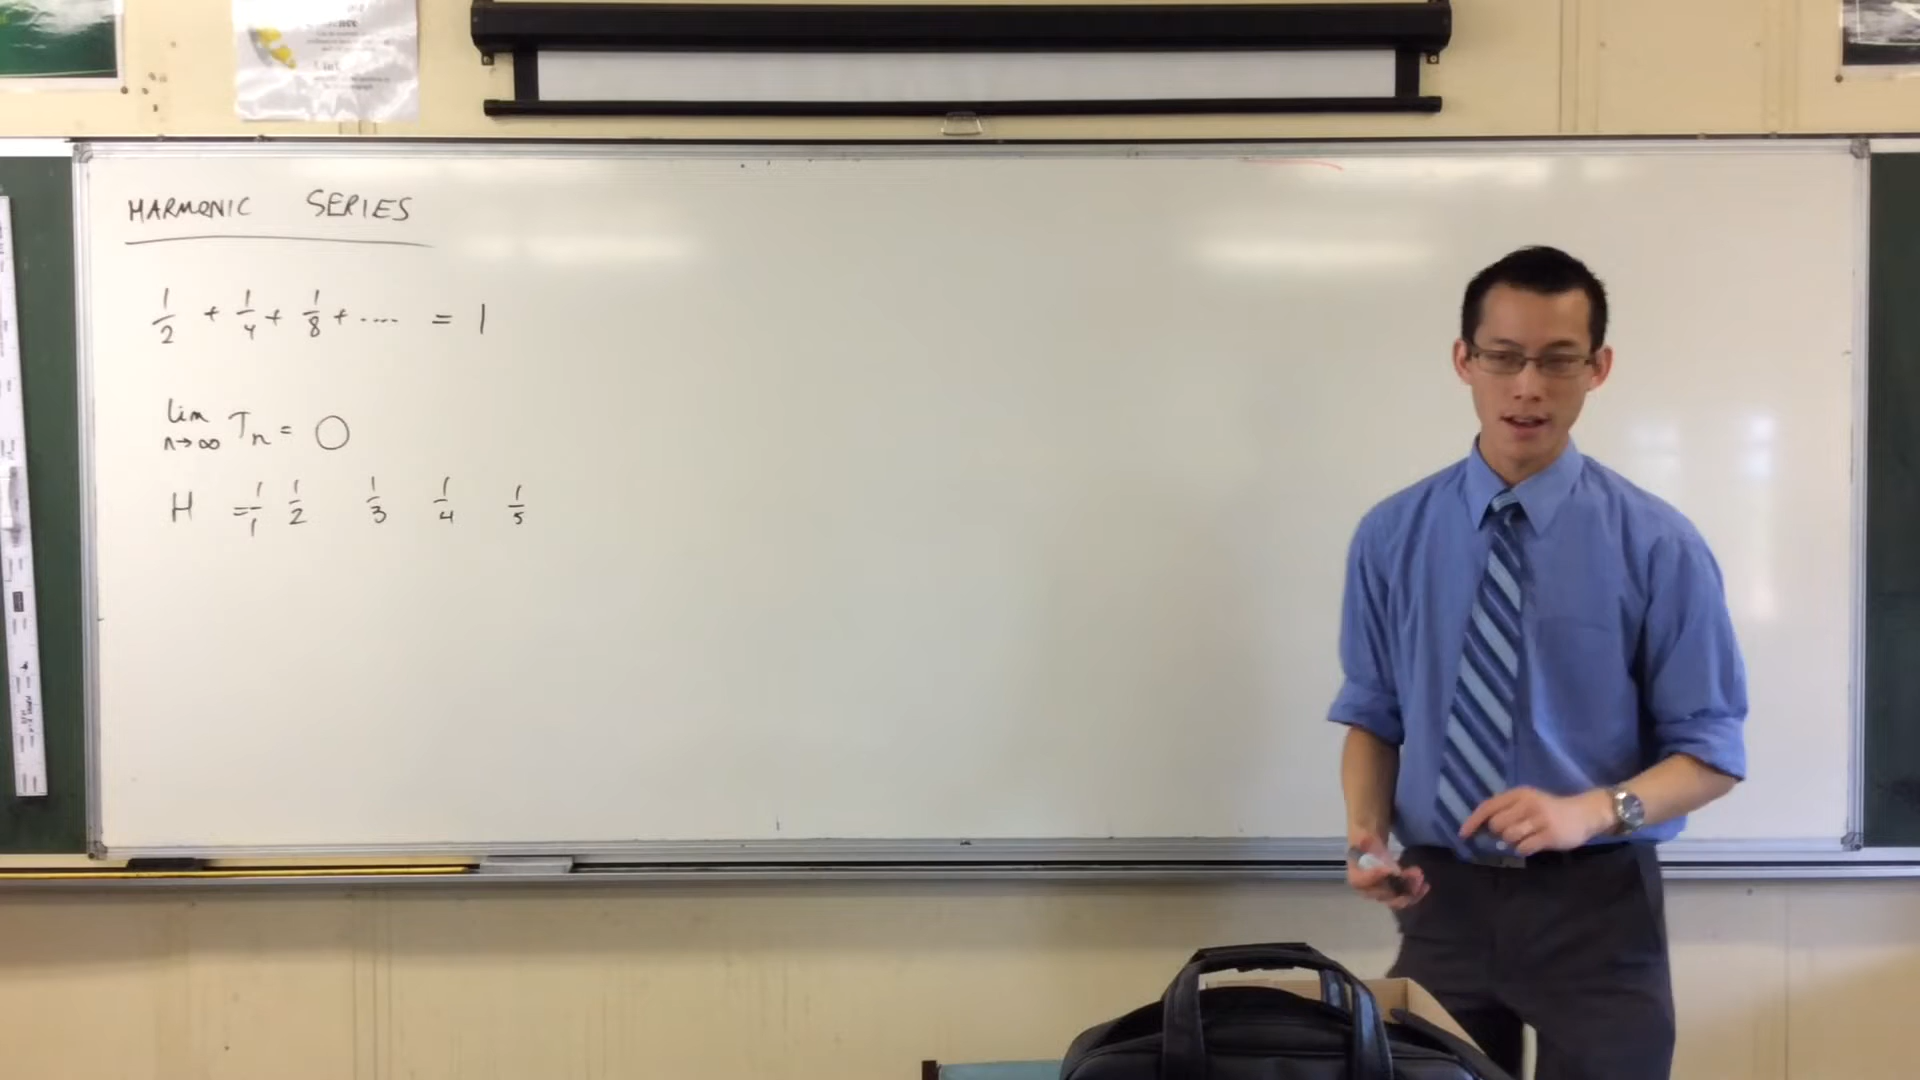 HARMONIC SERIES
1/2 + 1/4 + 1/8 + .... = 1
lim n→∞ Tn = 0
H = 1/1 1/2 1/3 1/4 1/5